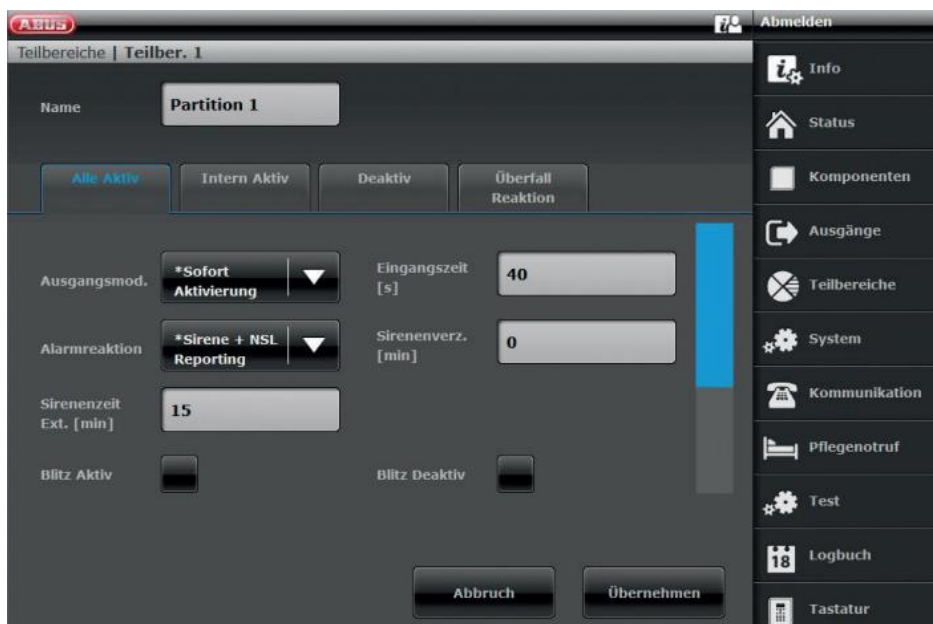 ABUS
Abmelden
Teilbereiche | Teilber. 1
Name
Partition 1
Alle Aktiv
Intern Aktiv
Deaktiv
Überfall
Reaktion
Ausgangsmod.
*Sofort
Aktivierung
Eingangszeit
[s]
40
Alarmreaktion
*Sirene + NSL
Reporting
Sirenenverz.
[min]
0
Sirenenzeit
Ext. [min]
15
Blitz Aktiv
Blitz Deaktiv
Abbruch
Übernehmen
Info
Status
Komponenten
Ausgänge
Teilbereiche
System
Kommunikation
Pflegenotruf
Test
18
Logbuch
Tastatur